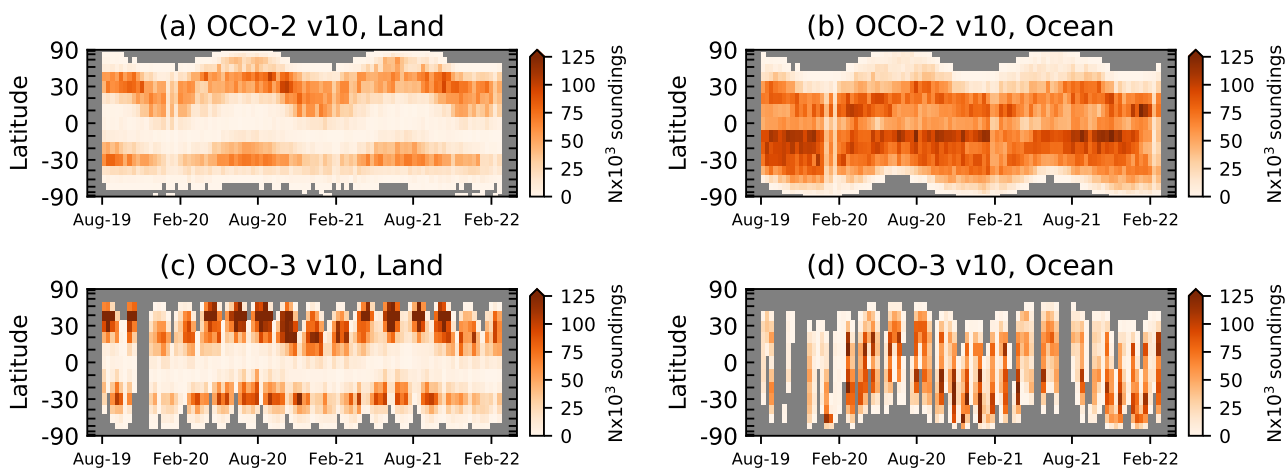 (a) OCO-2 v10, Land
90
30
0
-30
-90
Latitude
Aug-19 Feb-20 Aug-20 Feb-21 Aug-21 Feb-22
125
100
75
50
25
0
Nx10³ soundings
(b) OCO-2 v10, Ocean
90
30
0
-30
-90
Latitude
Aug-19 Feb-20 Aug-20 Feb-21 Aug-21 Feb-22
125
100
75
50
25
0
Nx10³ soundings
(c) OCO-3 v10, Land
90
30
0
-30
-90
Latitude
Aug-19 Feb-20 Aug-20 Feb-21 Aug-21 Feb-22
125
100
75
50
25
0
Nx10³ soundings
(d) OCO-3 v10, Ocean
90
30
0
-30
-90
Latitude
Aug-19 Feb-20 Aug-20 Feb-21 Aug-21 Feb-22
125
100
75
50
25
0
Nx10³ soundings